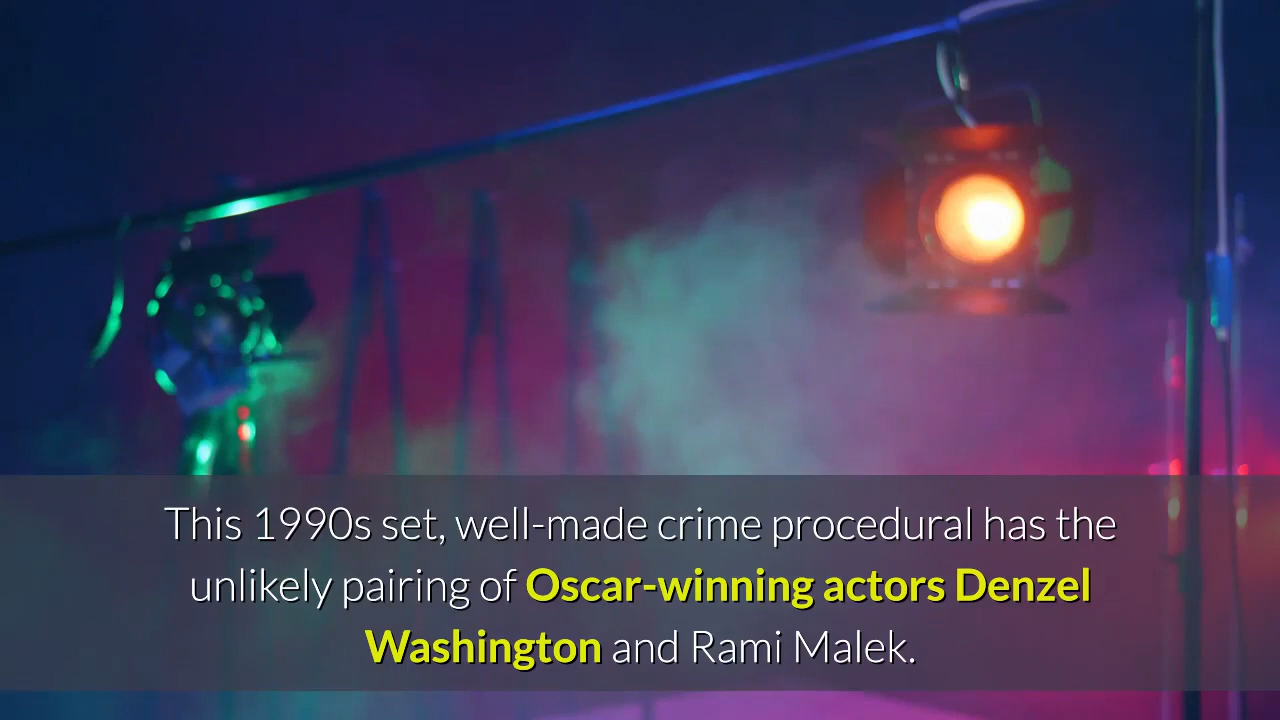 This 1990s set, well-made crime procedural has the
unlikely pairing of Oscar-winning actors Denzel
Washington and Rami Malek.